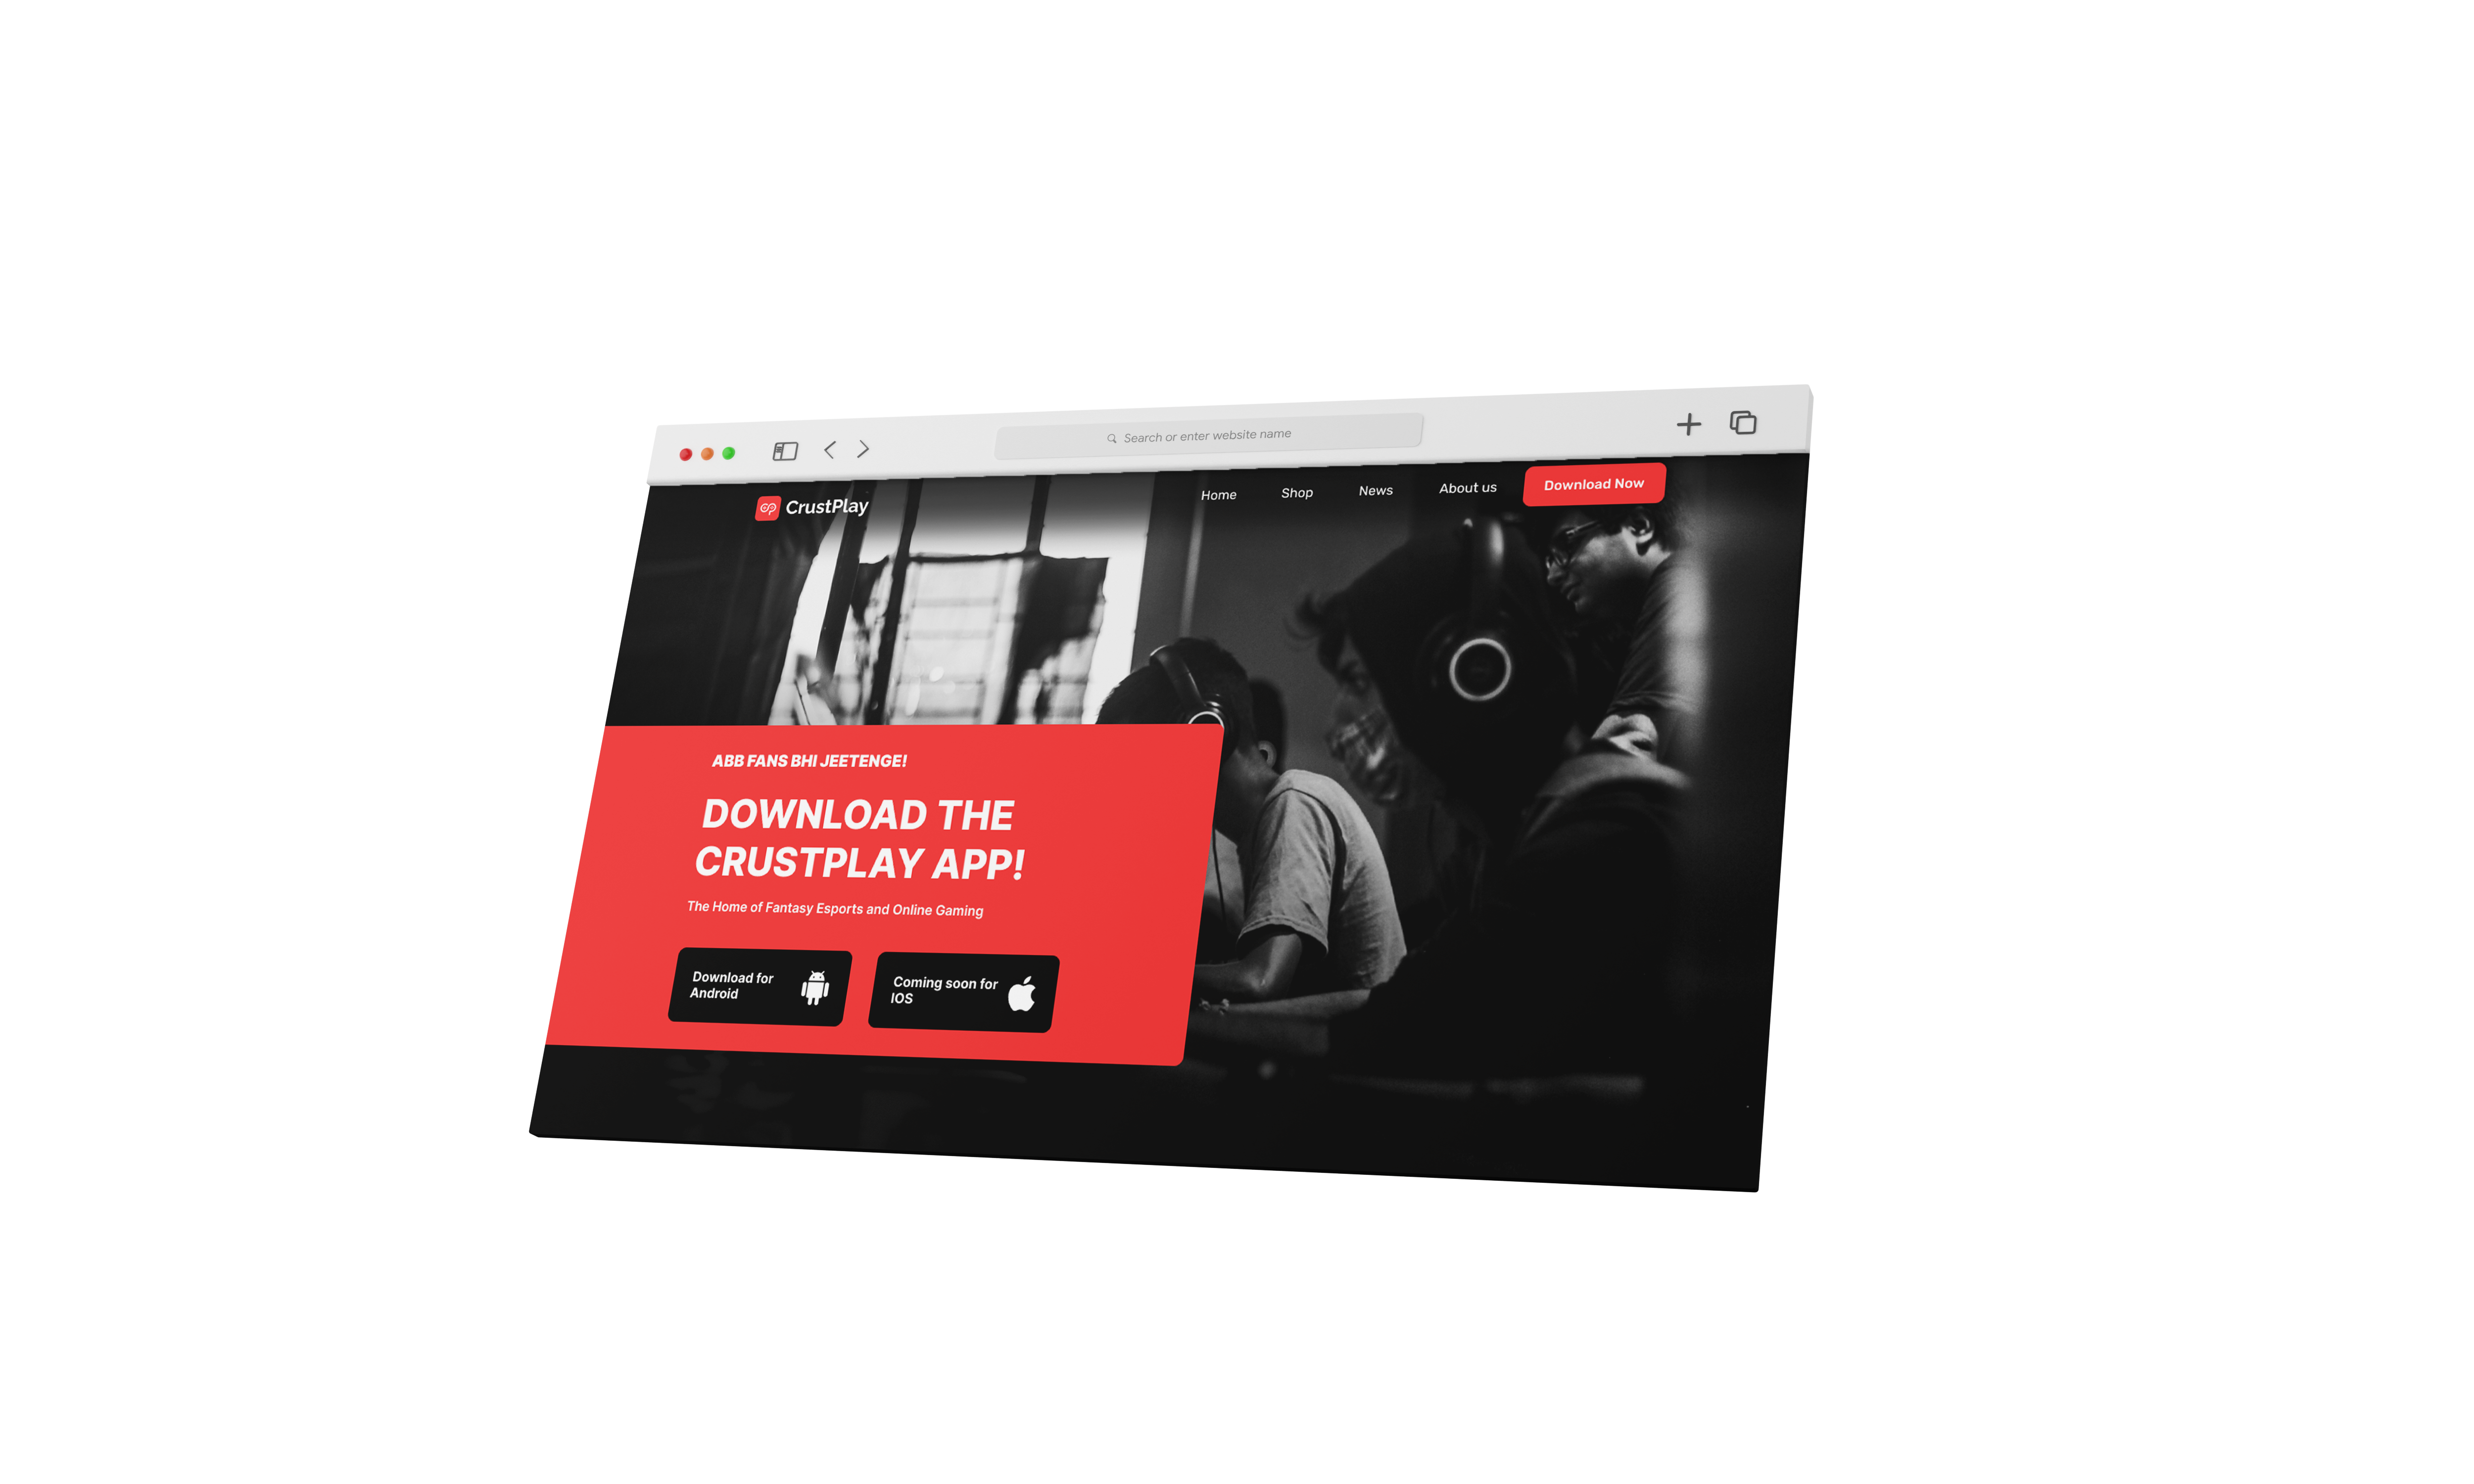 Search or enter website name
CrustPlay
Home
Shop
News
About us
Download Now
ABB FANS BHI JEETENGE!
DOWNLOAD THE
CRUSTPLAY APP!
The Home of Fantasy Esports and Online Gaming
Download for
Android
Coming soon for
IOS